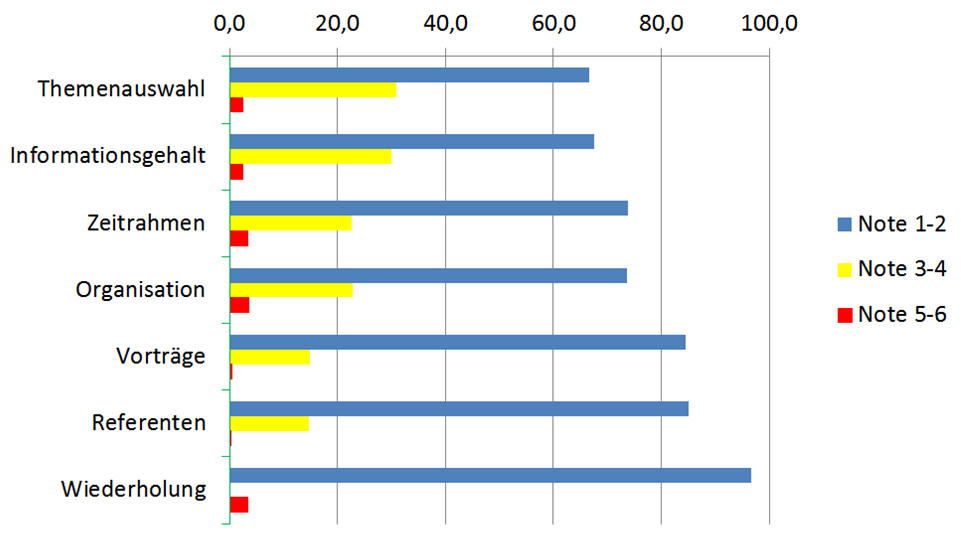 0,0 20,0 40,0 60,0 80,0 100,0
Themenauswahl
Informationsgehalt
Zeitrahmen
Organisation
Vorträge
Referenten
Wiederholung
Note 1-2
Note 3-4
Note 5-6